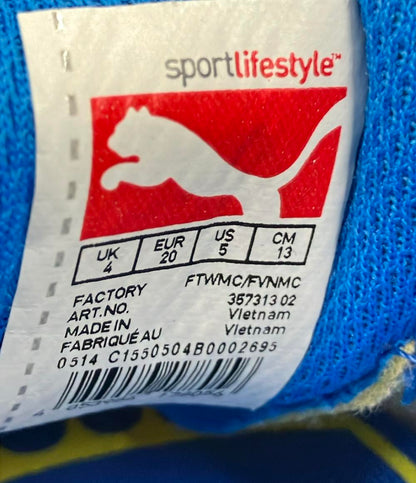 sportlifestyle™
UK EUR US CM
4 20 5 13
FACTORY FTWMC/FVNMC
ART.NO. 357313 02
MADE IN Vietnam
FABRIQUÉ AU Vietnam
0514 C1550504B0002695